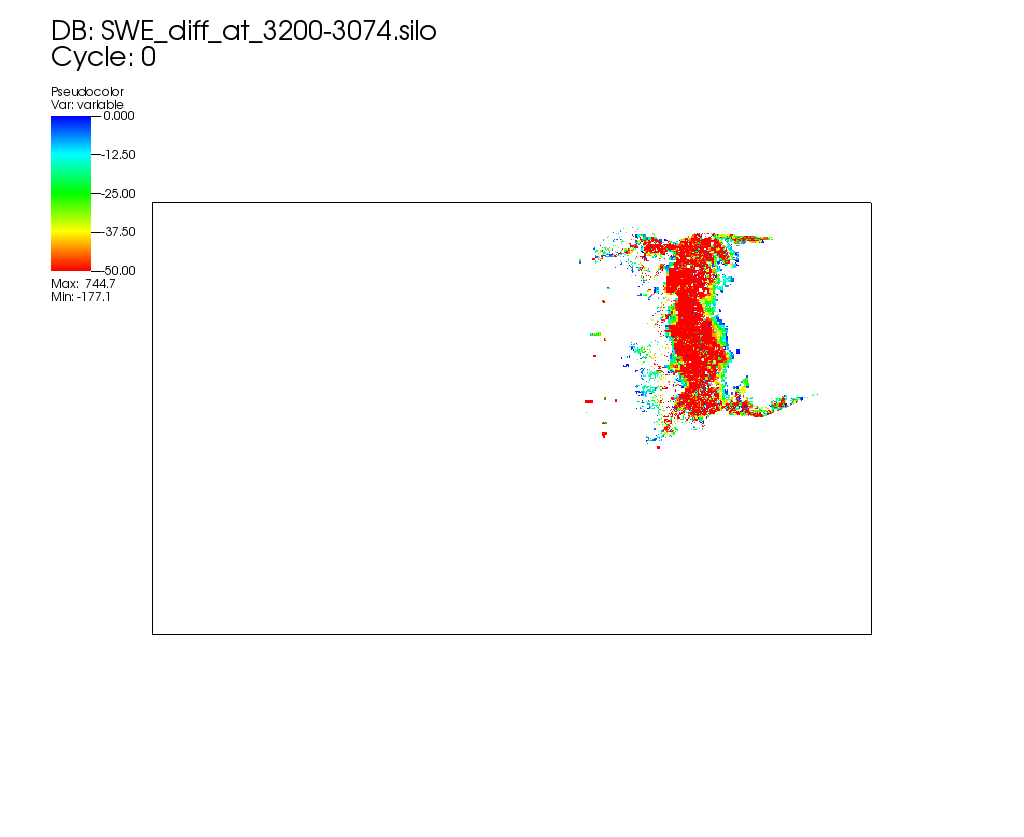 DB: SWE_diff_at_3200-3074.silo
Cycle: 0
Pseudocolor
Var: variable
0.000
-12.50
-25.00
-37.50
-50.00
Max: 744.7
Min: -177.1